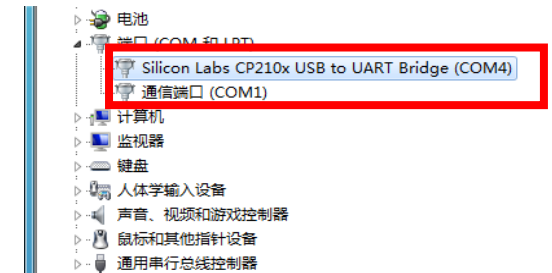 电池
端口 (COM 和 LPT)
Silicon Labs CP210x USB to UART Bridge (COM4)
通信端口 (COM1)
计算机
监视器
键盘
人体学输入设备
声音、视频和游戏控制器
鼠标和其他指针设备
通用串行总线控制器